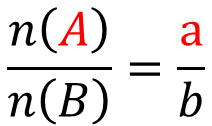 n(A)/n(B) = a/b